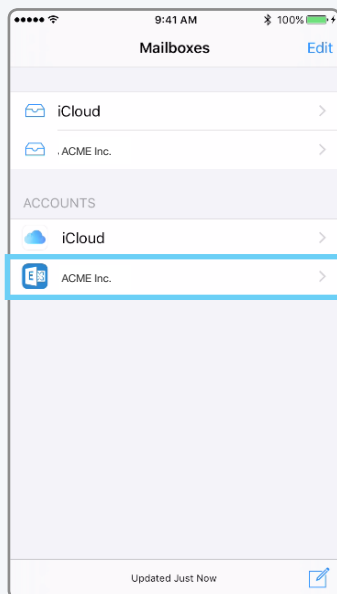 9:41 AM 100%
Mailboxes Edit
iCloud
. ACME Inc.
ACCOUNTS
iCloud
E ACME Inc.
Updated Just Now